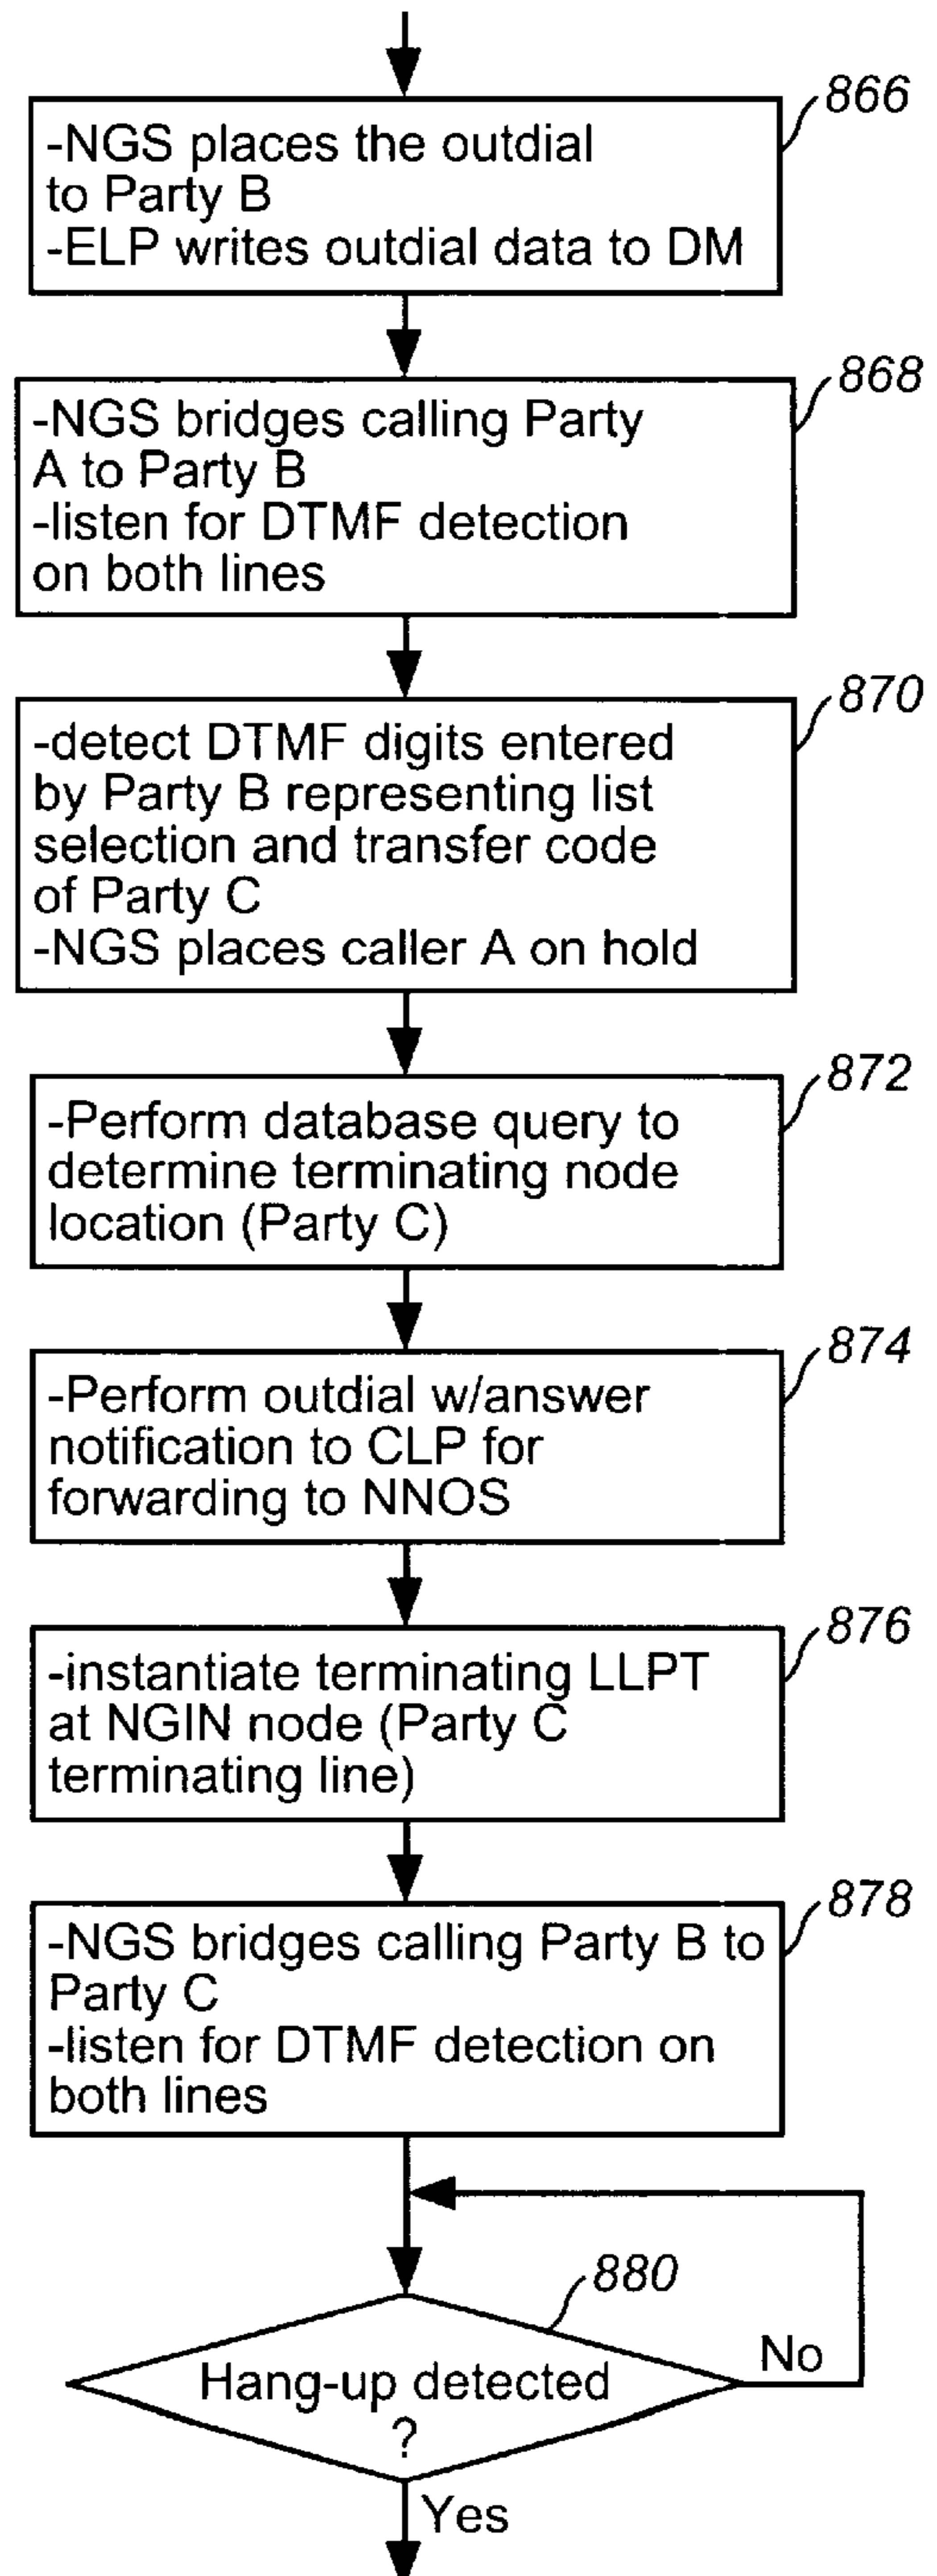 866
-NGS places the outdial
to Party B
-ELP writes outdial data to DM
868
-NGS bridges calling Party
A to Party B
-listen for DTMF detection
on both lines
870
-detect DTMF digits entered
by Party B representing list
selection and transfer code
of Party C
-NGS places caller A on hold
872
-Perform database query to
determine terminating node
location (Party C)
874
-Perform outdial w/answer
notification to CLP for
forwarding to NNOS
876
-instantiate terminating LLPT
at NGIN node (Party C
terminating line)
878
-NGS bridges calling Party B to
Party C
-listen for DTMF detection on
both lines
880
Hang-up detected
?
No
Yes